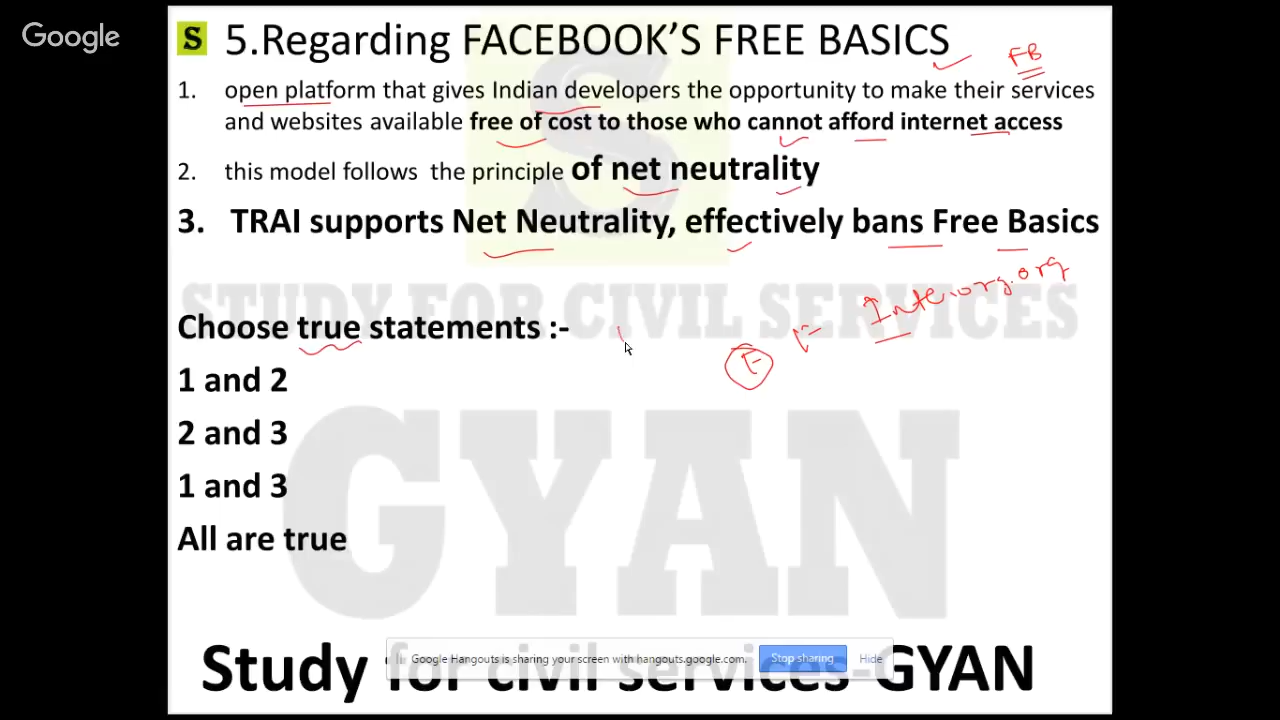 Google
S 5.Regarding FACEBOOK'S FREE BASICS
FB
1. open platform that gives Indian developers the opportunity to make their services
and websites available free of cost to those who cannot afford internet access
2. this model follows the principle of net neutrality
3. TRAI supports Net Neutrality, effectively bans Free Basics
STUDY FOR CIVIL SERVICES
Choose true statements :-
1 and 2
2 and 3
1 and 3
All are true
GYAN
Google Hangouts is sharing your screen with hangouts.google.com. Stop sharing Hide
Study for civil services-GYAN